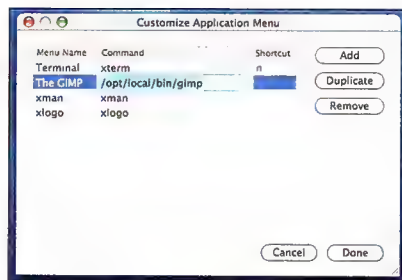 Customize Application Menu
Menu Name Command Shortcut
Terminal xterm n
The GIMP /opt/local/bin/gimp
xman xman
xlogo xlogo
Add
Duplicate
Remove
Cancel Done